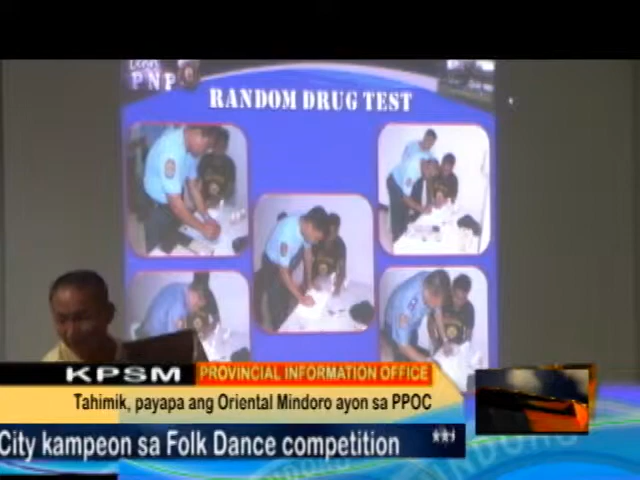 PNP
RANDOM DRUG TEST
KPSM
PROVINCIAL INFORMATION OFFICE
Tahimik, payapa ang Oriental Mindoro ayon sa PPOC
City kampeon sa Folk Dance competition